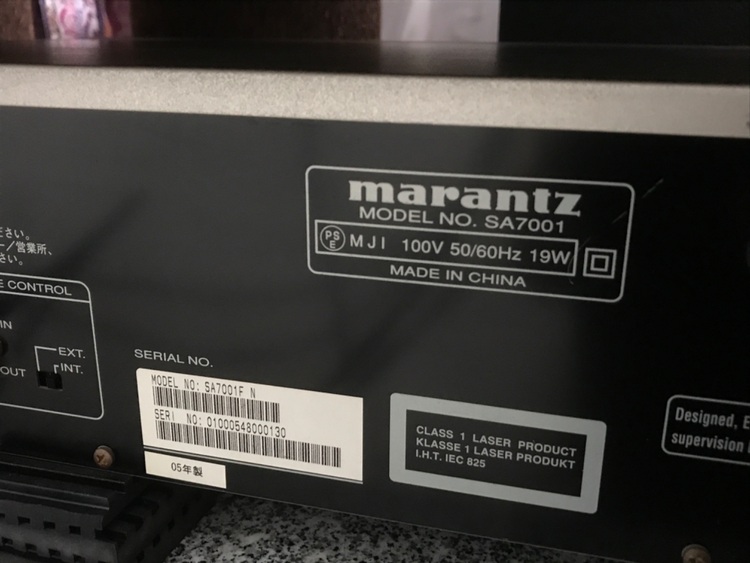 marantz
MODEL NO. SA7001
PS E MJI 100V 50/60Hz 19W
MADE IN CHINA
ださい。
ー/営業所、
さい。
E CONTROL
IN
OUT
EXT.
INT.
SERIAL NO.
MODEL NO: SA7001F N
SERI NO: 01000548000130
05年製
CLASS 1 LASER PRODUCT
KLASSE 1 LASER PRODUKT
I.H.T. IEC 825
Designed, E
supervision